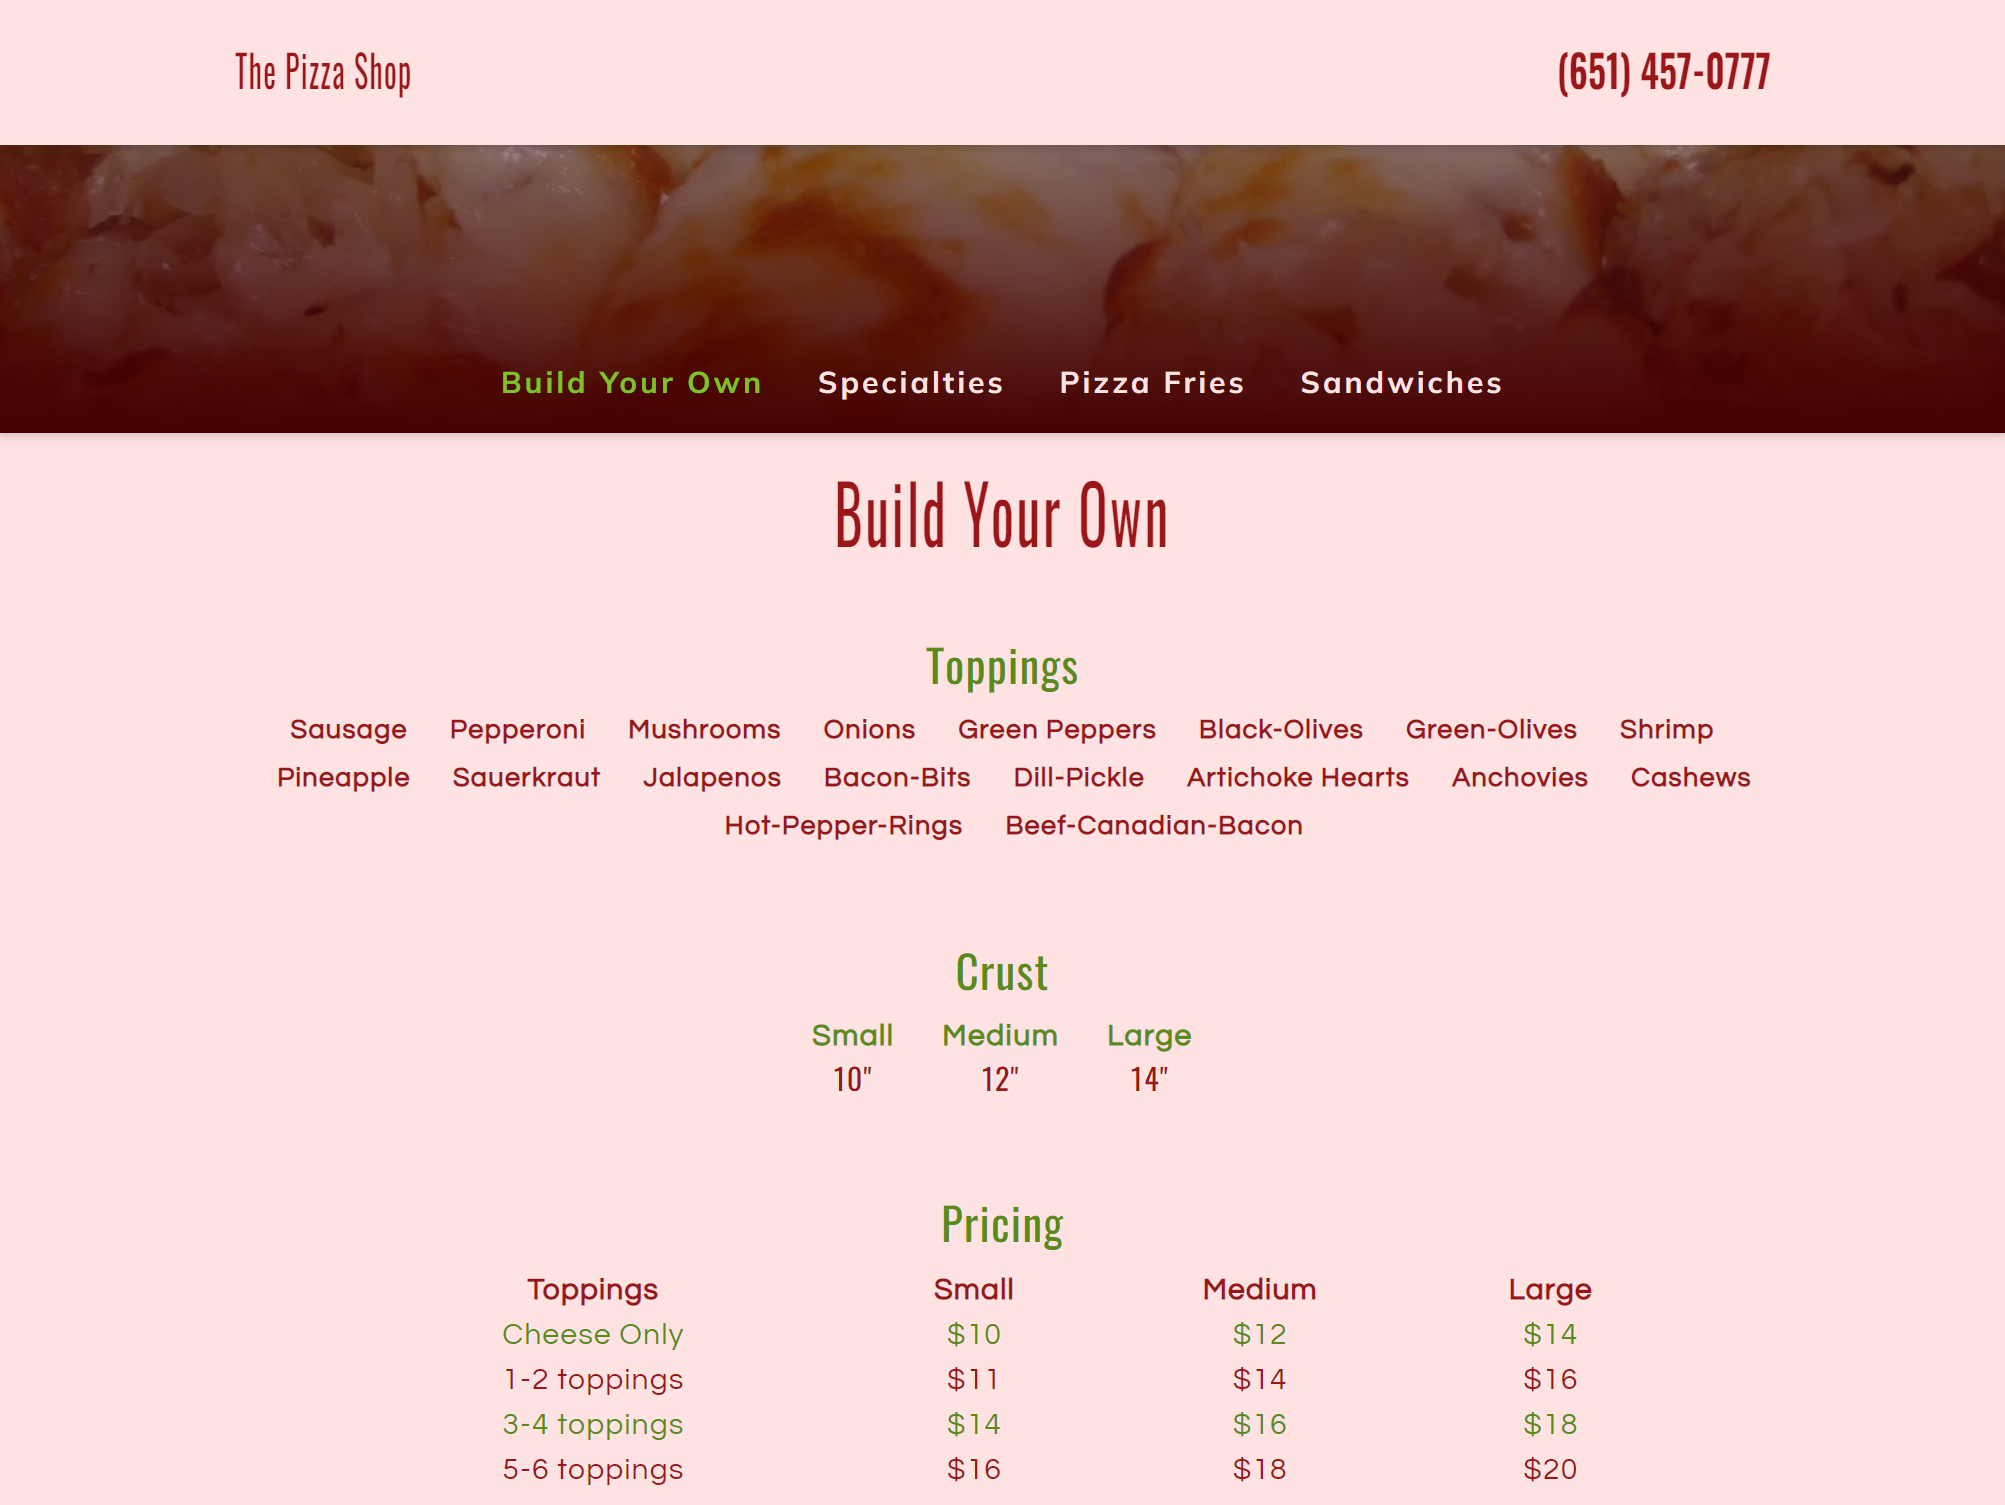 The Pizza Shop
(651) 457-0777
Build Your Own Specialties Pizza Fries Sandwiches
Build Your Own
Toppings
Sausage Pepperoni Mushrooms Onions Green Peppers Black-Olives Green-Olives Shrimp
Pineapple Sauerkraut Jalapenos Bacon-Bits Dill-Pickle Artichoke Hearts Anchovies Cashews
Hot-Pepper-Rings Beef-Canadian-Bacon
Crust
Small Medium Large
10" 12" 14"
Pricing
Toppings Small Medium Large
Cheese Only $10 $12 $14
1-2 toppings $11 $14 $16
3-4 toppings $14 $16 $18
5-6 toppings $16 $18 $20